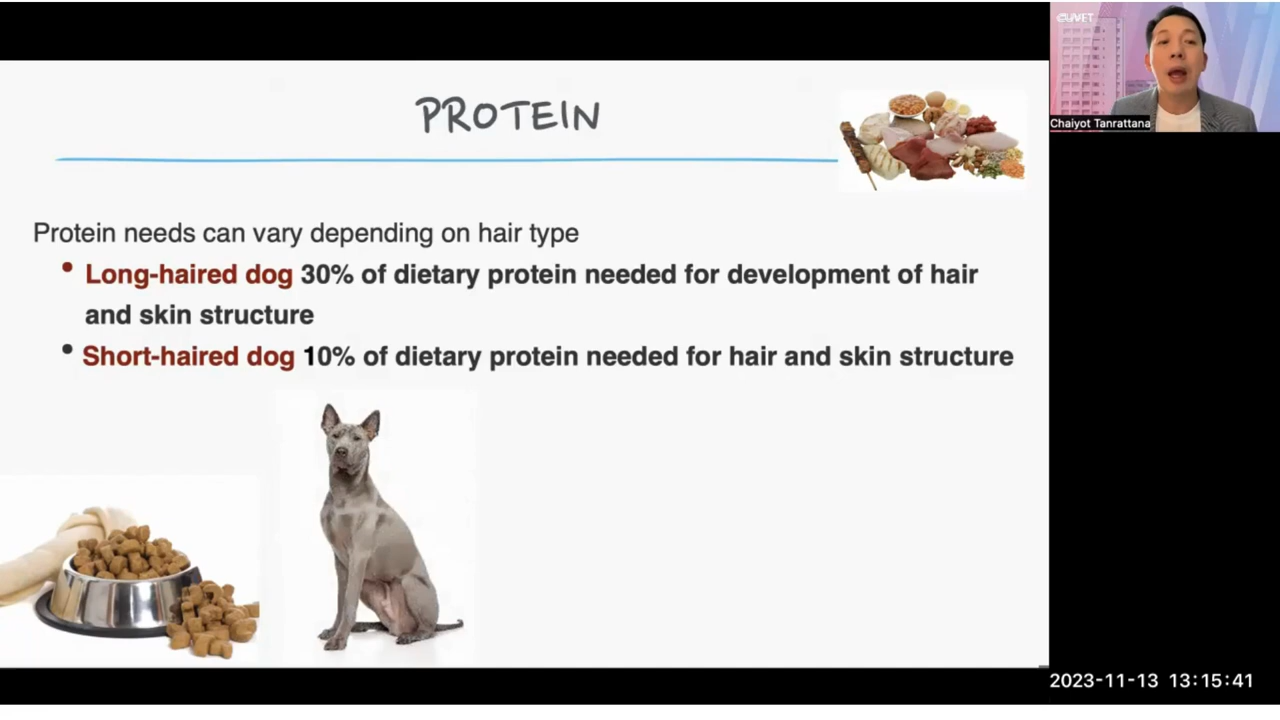 CUVET
PROTEIN
Chaiyot Tanrattana
Protein needs can vary depending on hair type
• Long-haired dog 30% of dietary protein needed for development of hair
and skin structure
• Short-haired dog 10% of dietary protein needed for hair and skin structure
2023-11-13 13:15:41